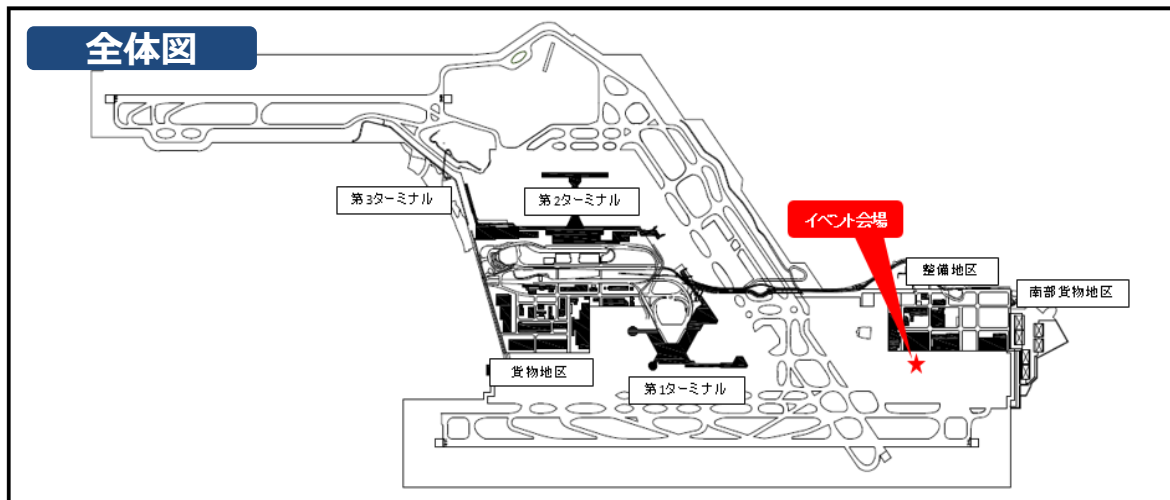 全体図
第3ターミナル
第2ターミナル
イベント会場
整備地区
南部貨物地区
貨物地区
第1ターミナル